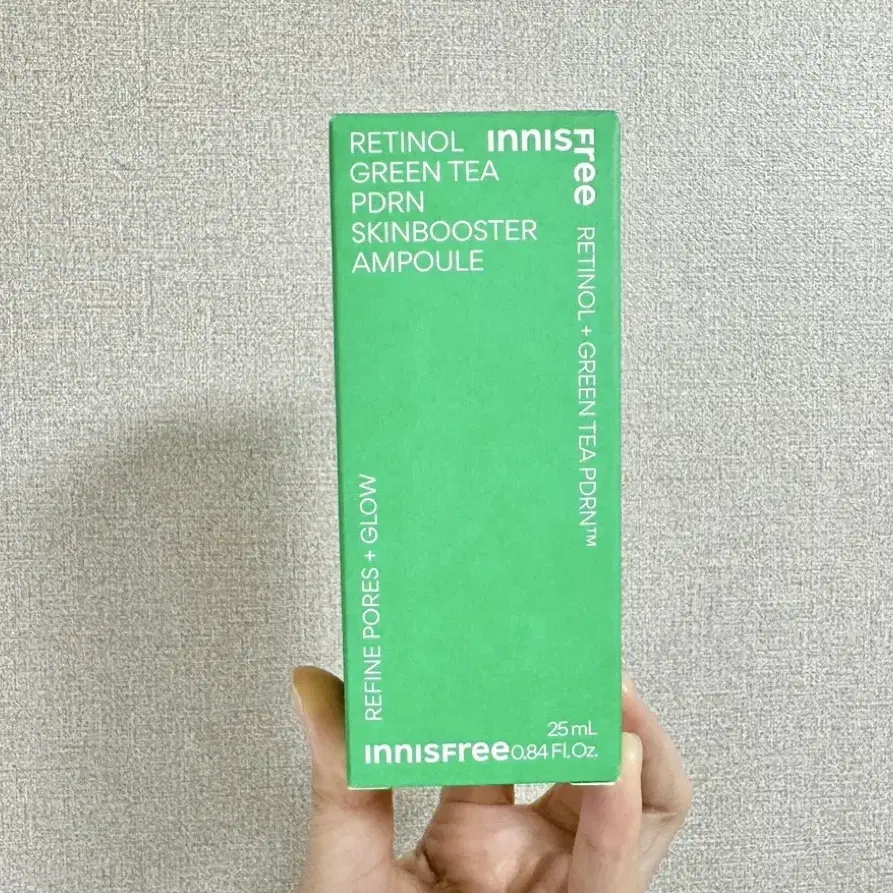 RETINOL
GREEN TEA
PDRN
SKINBOOSTER
AMPOULE
innisFree
RETINOL + GREEN TEA PDRN™
REFINE PORES + GLOW
25 mL
innisFree 0.84 Fl. Oz.